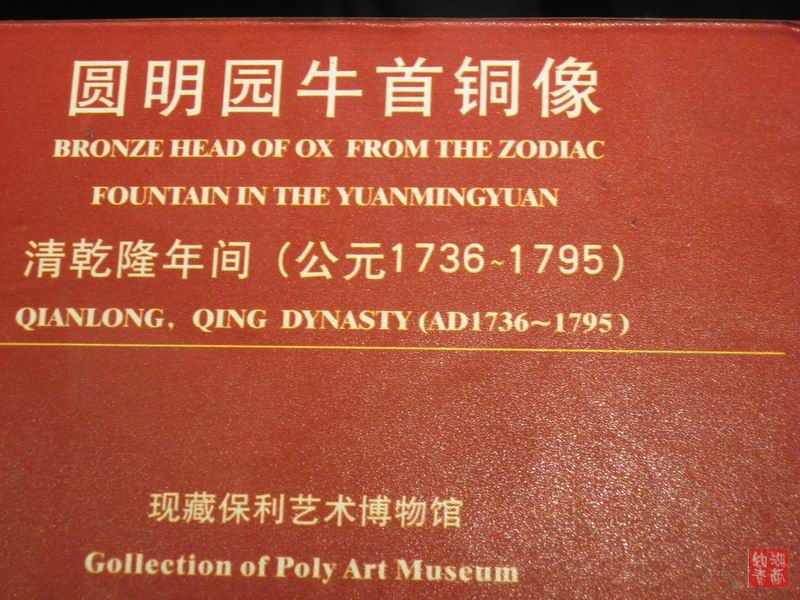 圆明园牛首铜像
BRONZE HEAD OF OX FROM THE ZODIAC
FOUNTAIN IN THE YUANMINGYUAN
清乾隆年间（公元1736~1795）
QIANLONG, QING DYNASTY (AD1736~1795)
现藏保利艺术博物馆
Gollection of Poly Art Museum